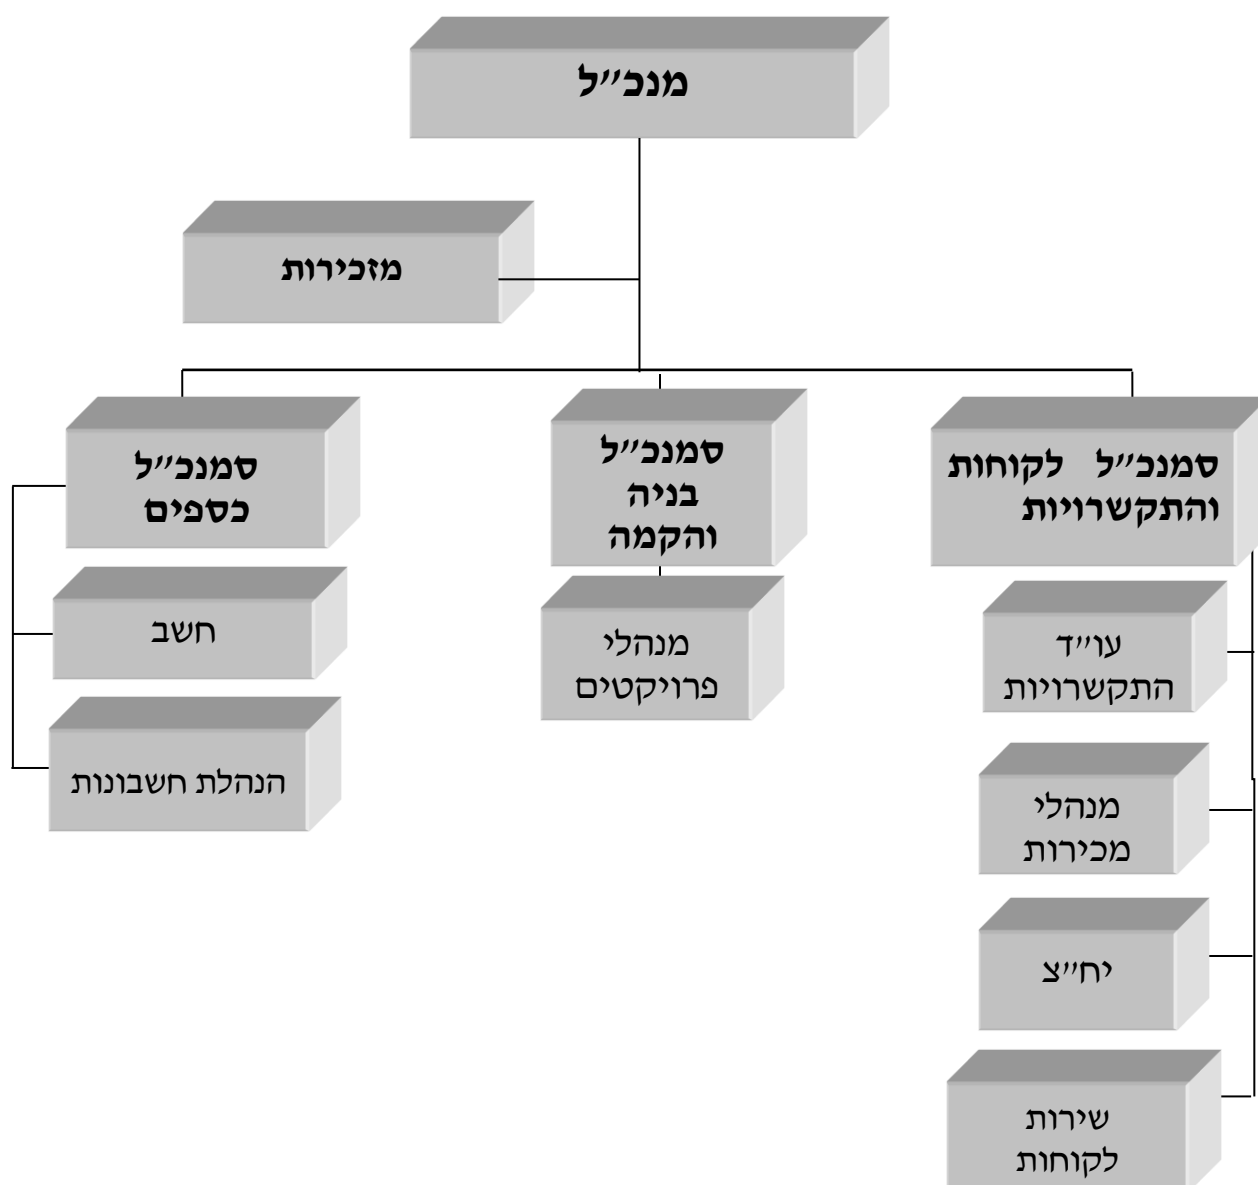 מנכ״ל
מזכירות
סמנכ״ל לקוחות
והתקשרויות
סמנכ״ל
בניה
והקמה
סמנכ״ל
כספים
עו״ד
התקשרויות
מנהלי
מכירות
יח״צ
שירות
לקוחות
מנהלי
פרויקטים
חשב
הנהלת חשבונות